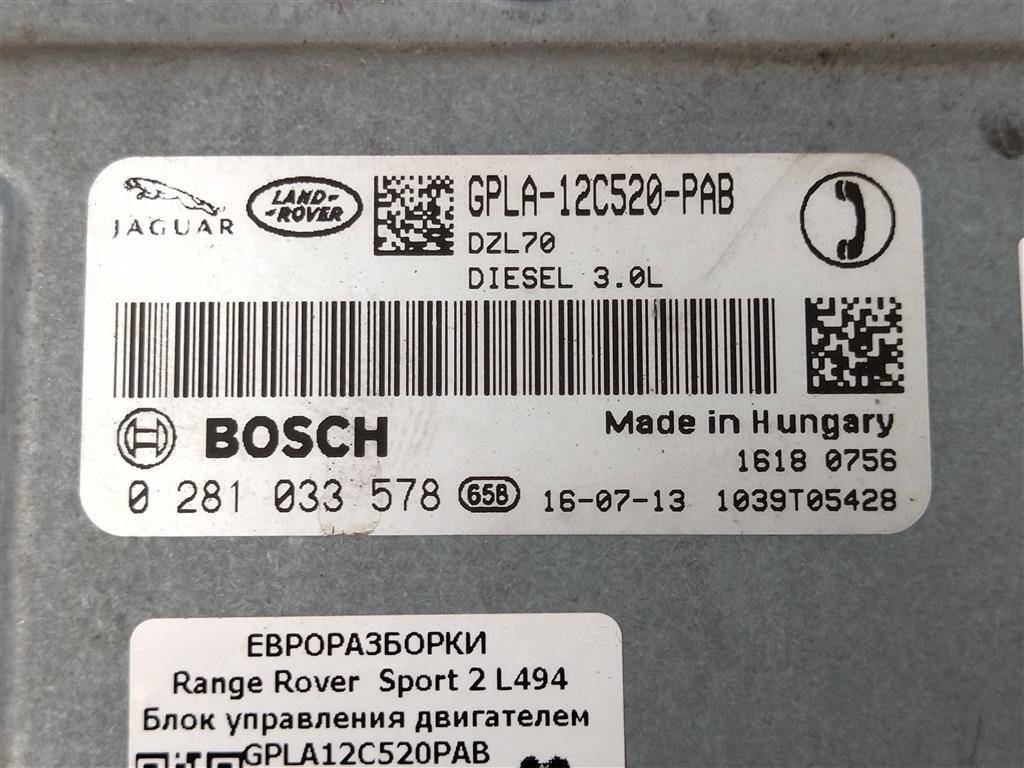 JAGUAR
LAND-
-ROVER
GPLA-12C520-PAB
DZL70
DIESEL 3.0L
BOSCH
Made in Hungary
1618 0756
0 281 033 578 65B 16-07-13 1039T05428
ЕВРОРАЗБОРКИ
Range Rover Sport 2 L494
Блок управления двигателем
GPLA12C520PAB